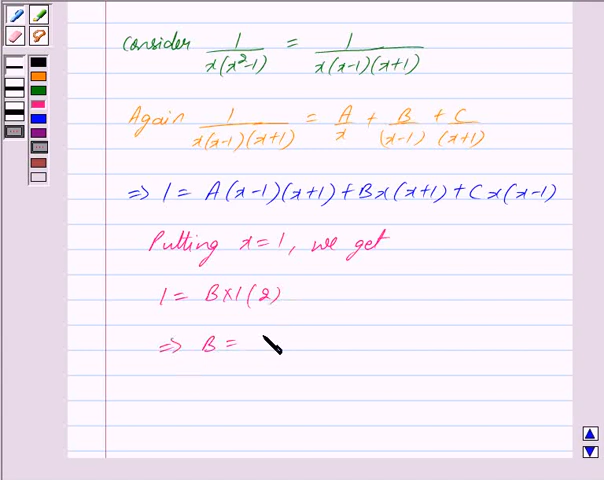 Consider 1/x(x²-1) = 1/x(x-1)(x+1)
Again 1/x(x-1)(x+1) = A/x + B/(x-1) + C/(x+1)
⇒ 1 = A(x-1)(x+1)+Bx(x+1)+Cx(x-1)
Putting x=1, we get
1 = B×1(2)
⇒ B =